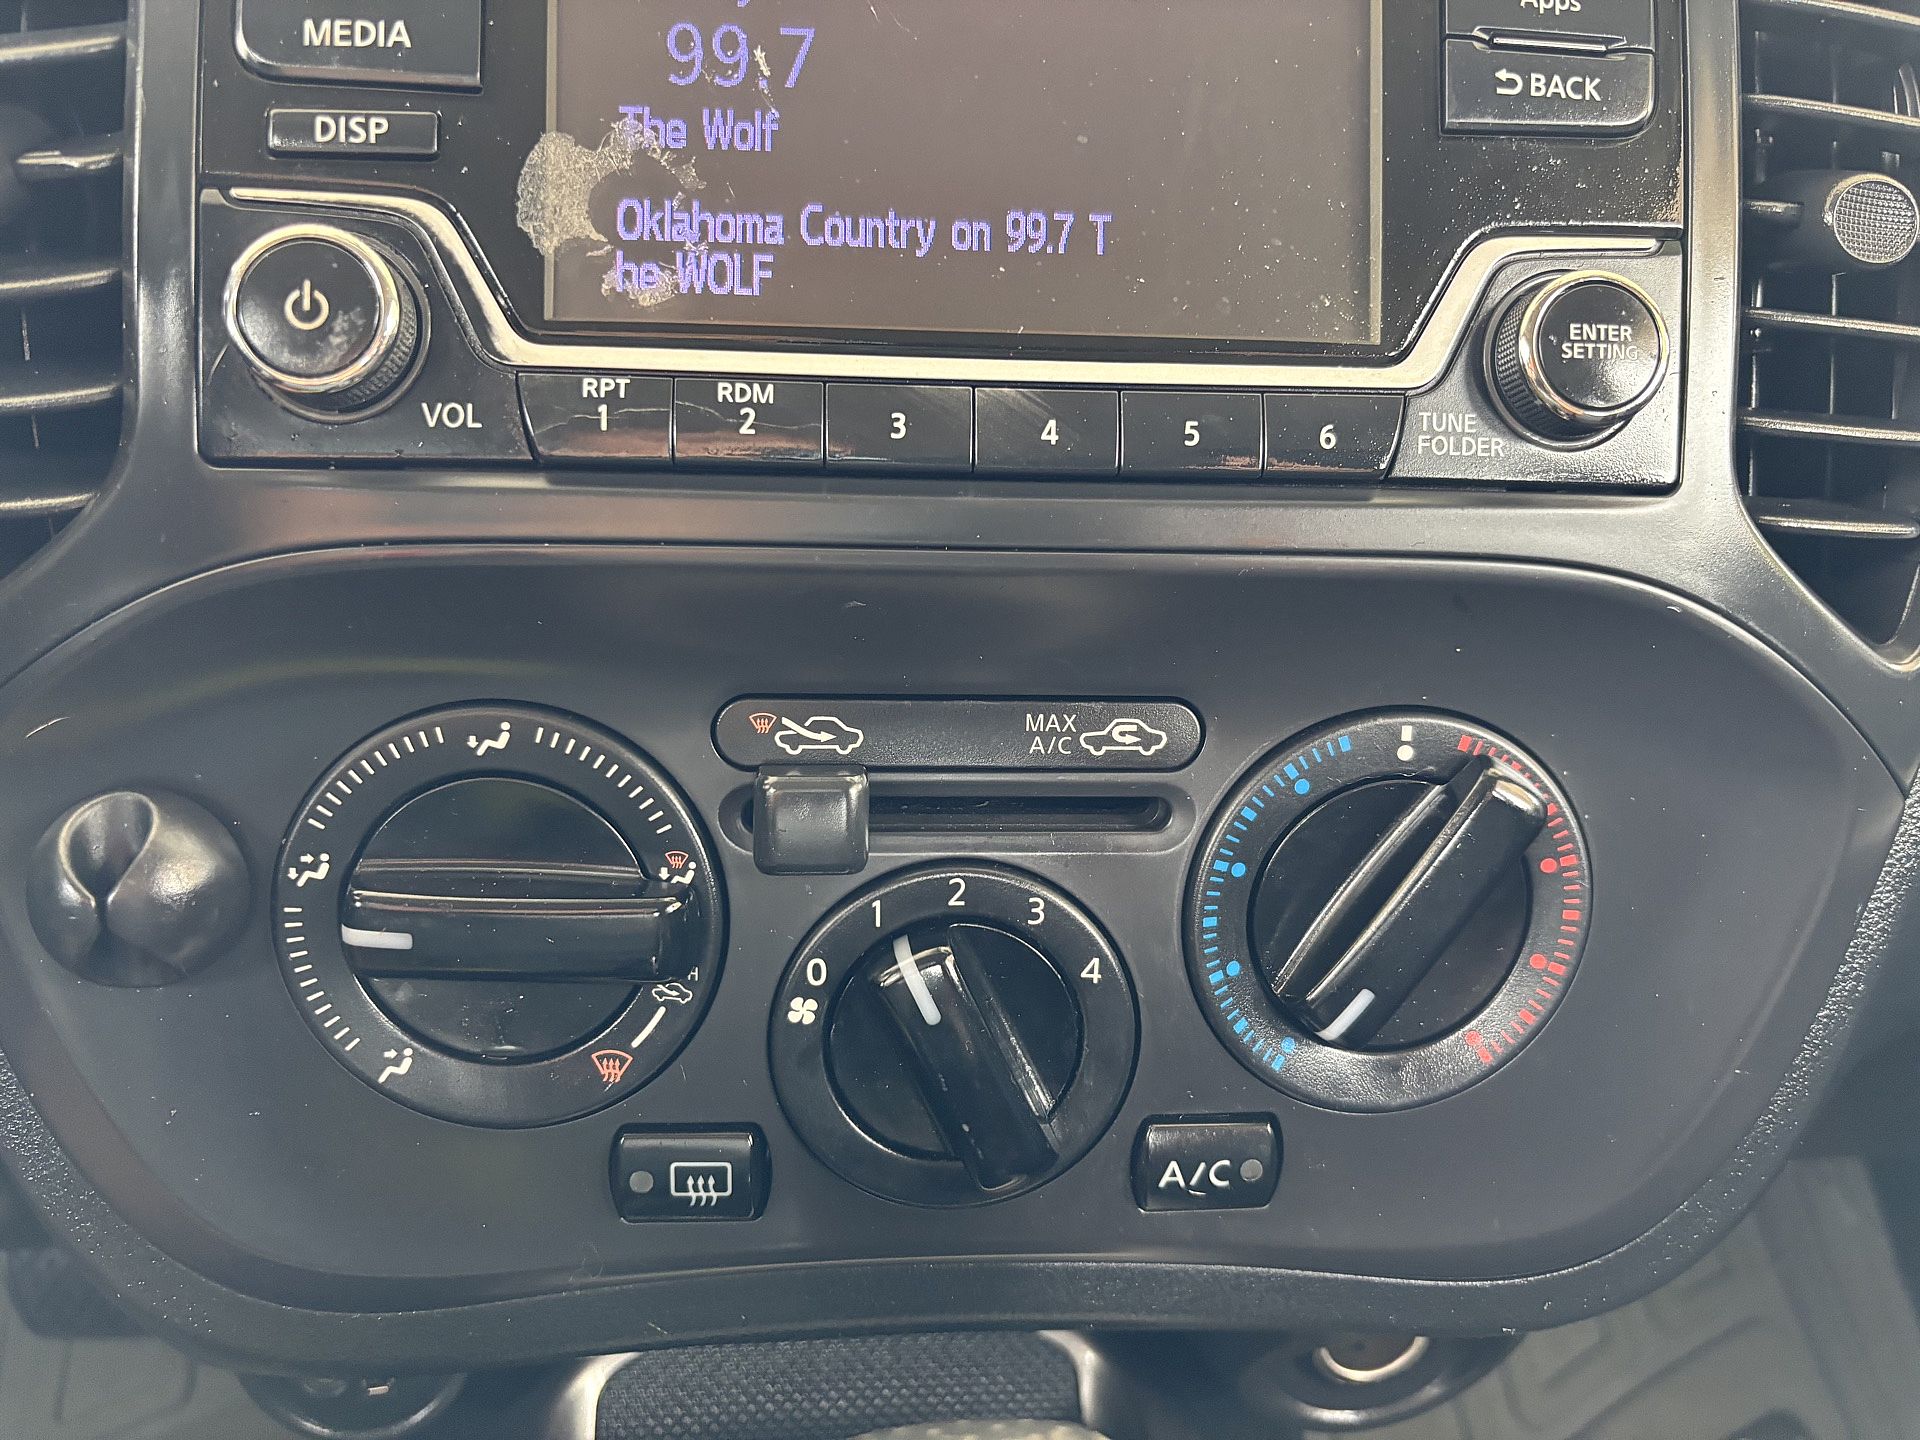 MEDIA
DISP
99.7
The Wolf
Oklahoma Country on 99.7 T
he WOLF
Apps
BACK
VOL
RPT
1
RDM
2
3
4
5
6
ENTER
SETTING
TUNE
FOLDER
MAX
A/C
0
1
2
3
4
A/C